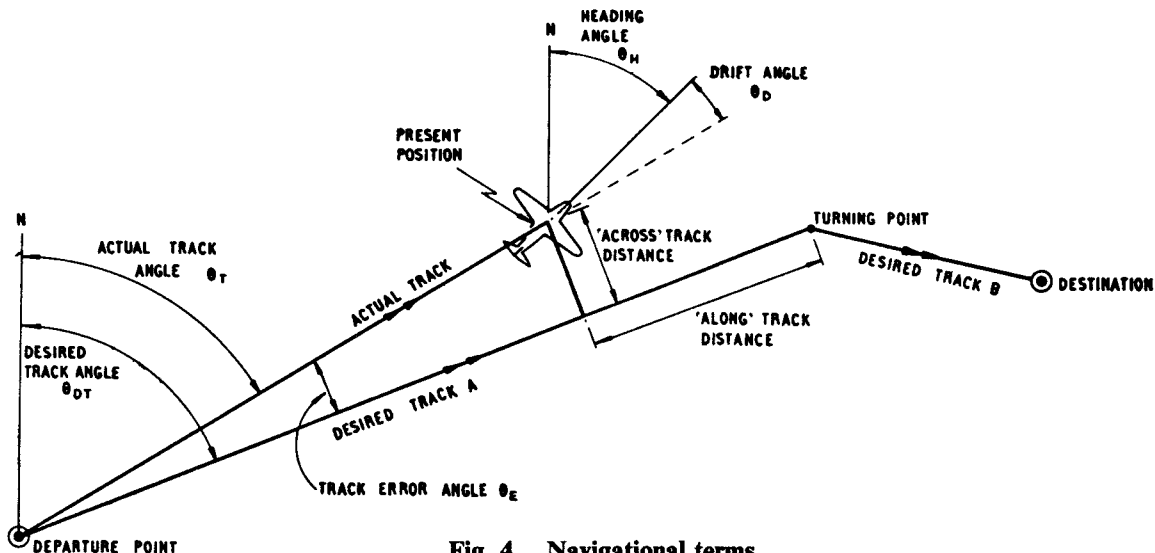 HEADING
ANGLE
θH
N
DRIFT ANGLE
θD
PRESENT
POSITION
N
ACTUAL TRACK
ANGLE θT
ACTUAL TRACK
'ACROSS' TRACK
DISTANCE
TURNING POINT
DESIRED TRACK B
DESTINATION
'ALONG' TRACK
DISTANCE
DESIRED
TRACK ANGLE
θDT
DESIRED TRACK A
TRACK ERROR ANGLE θE
DEPARTURE POINT
Fig. 4 Navigational terms